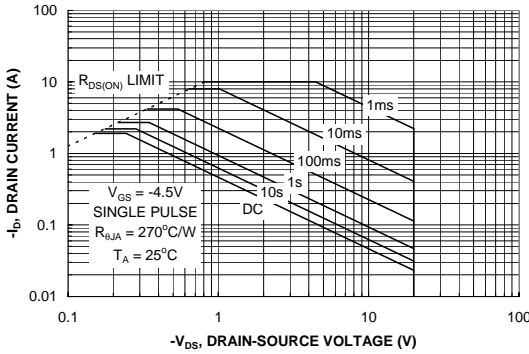 100
10
1
0.1
0.01
-I_D, DRAIN CURRENT (A)
R_DS(ON) LIMIT
1ms
10ms
100ms
1s
10s
DC
V_GS = -4.5V
SINGLE PULSE
R_θJA = 270°C/W
T_A = 25°C
0.1 1 10 100
-V_DS, DRAIN-SOURCE VOLTAGE (V)